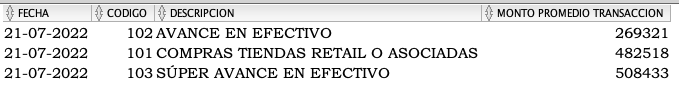 FECHA CODIGO DESCRIPCION MONTO PROMEDIO TRANSACCION
21-07-2022 102 AVANCE EN EFECTIVO 269321
21-07-2022 101 COMPRAS TIENDAS RETAIL O ASOCIADAS 482518
21-07-2022 103 SÚPER AVANCE EN EFECTIVO 508433